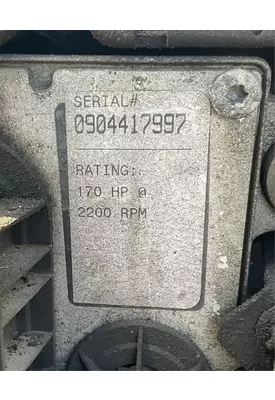 SERIAL#
0904417997
RATING:
170 HP @
2200 RPM